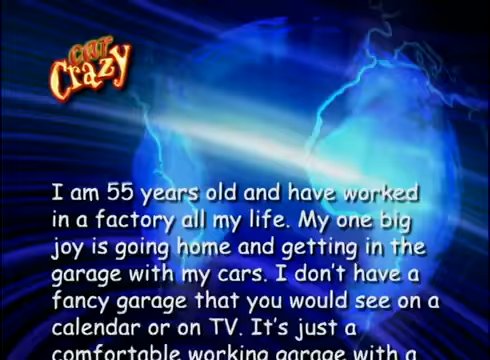 CAR
Crazy
I am 55 years old and have worked
in a factory all my life. My one big
joy is going home and getting in the
garage with my cars. I don't have a
fancy garage that you would see on a
calendar or on TV. It's just a
comfortable working garage with a